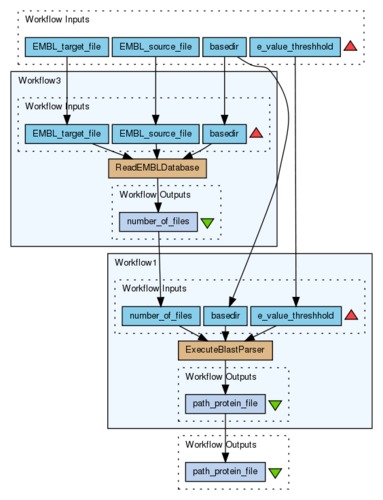 Workflow Inputs
EMBL_target_file EMBL_source_file basedir e_value_threshhold
Workflow3
Workflow Inputs
EMBL_target_file EMBL_source_file basedir
ReadEMBLDatabase
Workflow Outputs
number_of_files
Workflow1
Workflow Inputs
number_of_files basedir e_value_threshhold
ExecuteBlastParser
Workflow Outputs
path_protein_file
Workflow Outputs
path_protein_file